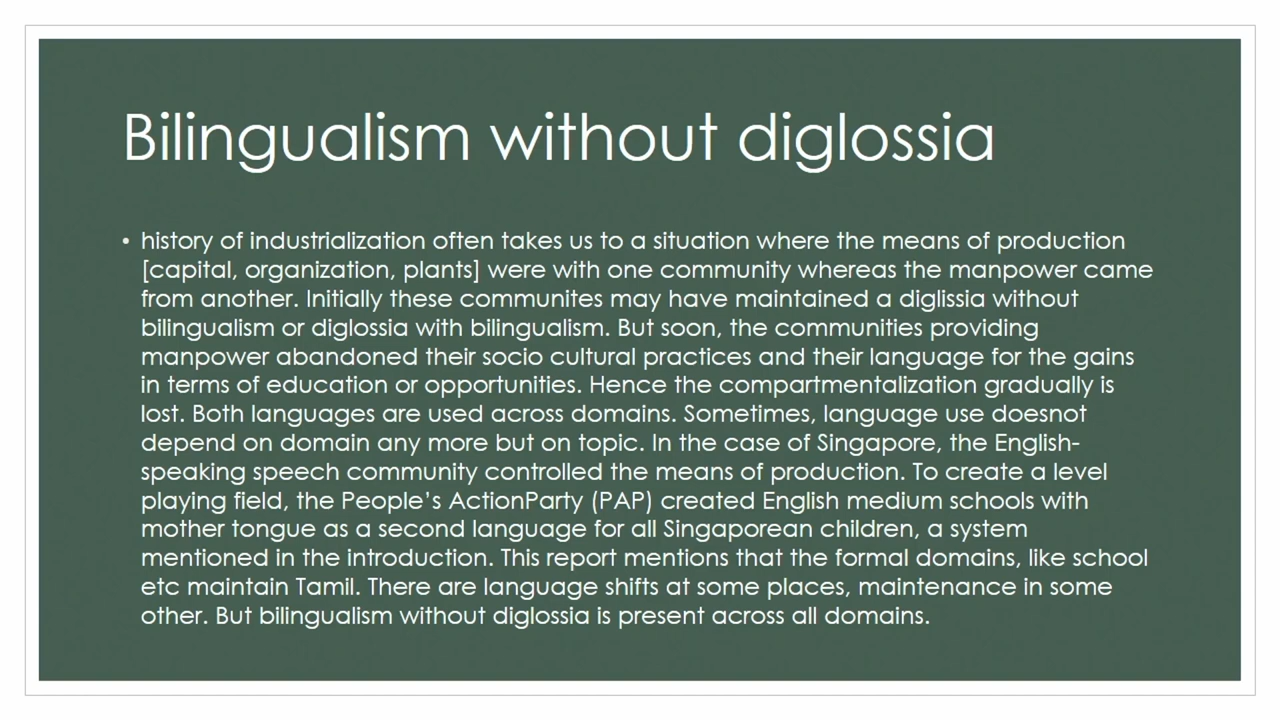 Bilingualism without diglossia
• history of industrialization often takes us to a situation where the means of production
[capital, organization, plants] were with one community whereas the manpower came
from another. Initially these communites may have maintained a diglissia without
bilingualism or diglossia with bilingualism. But soon, the communities providing
manpower abandoned their socio cultural practices and their language for the gains
in terms of education or opportunities. Hence the compartmentalization gradually is
lost. Both languages are used across domains. Sometimes, language use doesnot
depend on domain any more but on topic. In the case of Singapore, the English-
speaking speech community controlled the means of production. To create a level
playing field, the People’s ActionParty (PAP) created English medium schools with
mother tongue as a second language for all Singaporean children, a system
mentioned in the introduction. This report mentions that the formal domains, like school
etc maintain Tamil. There are language shifts at some places, maintenance in some
other. But bilingualism without diglossia is present across all domains.